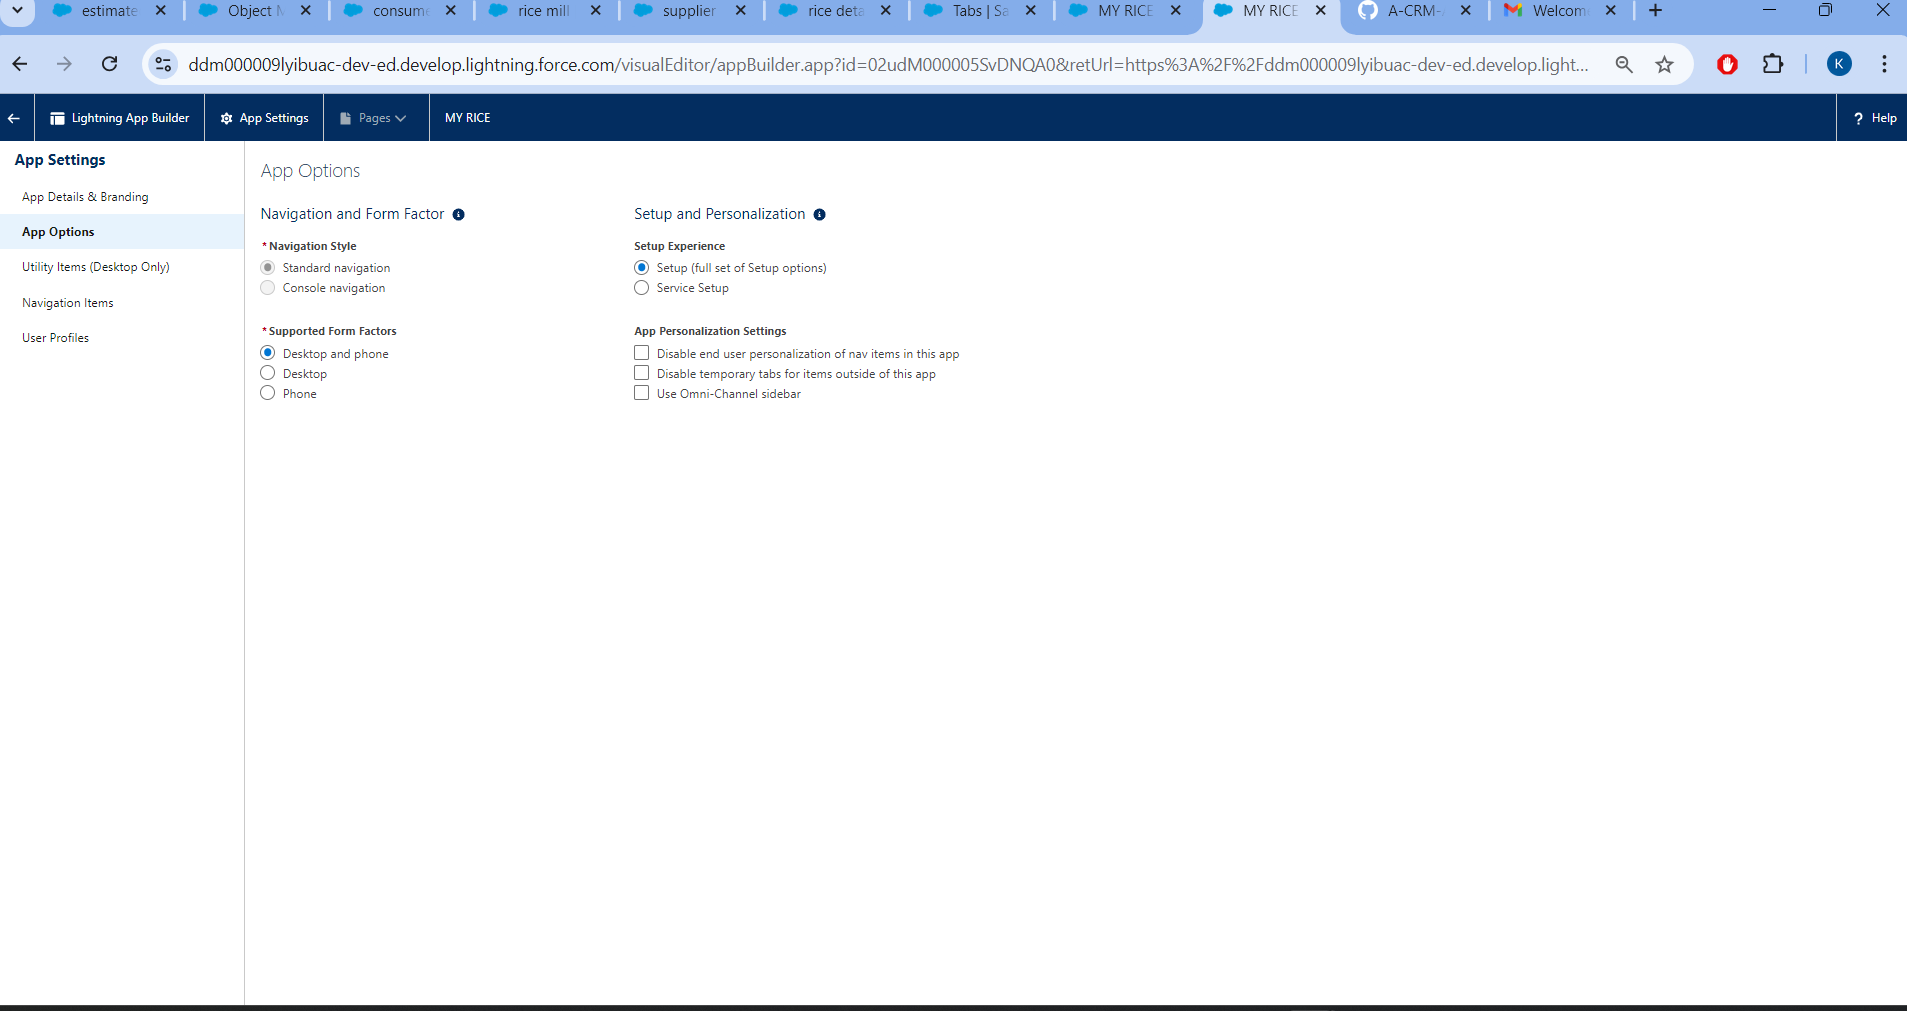 estimate
Object M
consume
rice mill
supplier
rice deta
Tabs | Sa
MY RICE
MY RICE
A-CRM-
Welcome
ddm000009lyibuac-dev-ed.develop.lightning.force.com/visualEditor/appBuilder.app?id=02udM000005SvDNQA0&retUrl=https%3A%2F%2Fddm000009lyibuac-dev-ed.develop.light...
K
Lightning App Builder
App Settings
Pages
MY RICE
? Help
App Settings
App Details & Branding
App Options
Utility Items (Desktop Only)
Navigation Items
User Profiles
App Options
Navigation and Form Factor
* Navigation Style
Standard navigation
Console navigation
* Supported Form Factors
Desktop and phone
Desktop
Phone
Setup and Personalization
Setup Experience
Setup (full set of Setup options)
Service Setup
App Personalization Settings
Disable end user personalization of nav items in this app
Disable temporary tabs for items outside of this app
Use Omni-Channel sidebar